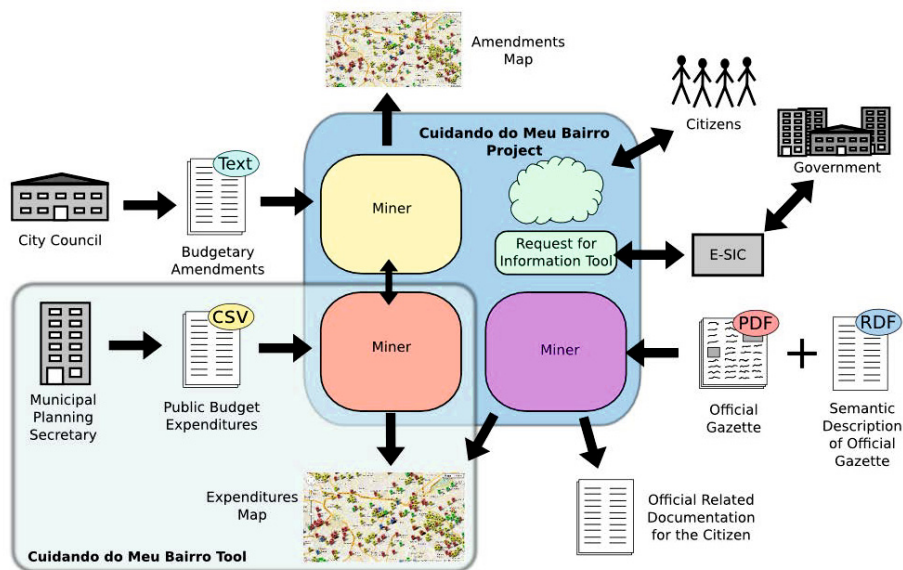 Amendments
Map
Citizens
Government
Cuidando do Meu Bairro
Project
Text
Miner
City Council
Budgetary
Amendments
Request for
Information Tool
E-SIC
CSV
Miner
Miner
PDF
RDF
Municipal
Planning
Secretary
Public Budget
Expenditures
Official
Gazette
Semantic
Description
of Official
Gazette
Expenditures
Map
Official Related
Documentation
for the Citizen
Cuidando do Meu Bairro Tool